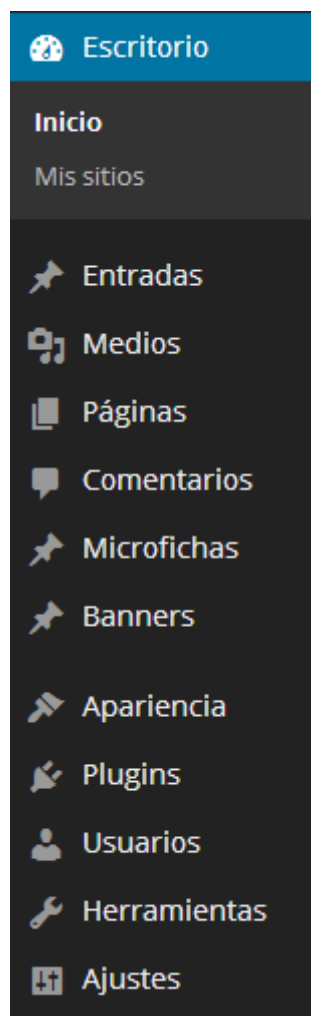 Escritorio
Inicio
Mis sitios
Entradas
Medios
Páginas
Comentarios
Microfichas
Banners
Apariencia
Plugins
Usuarios
Herramientas
Ajustes